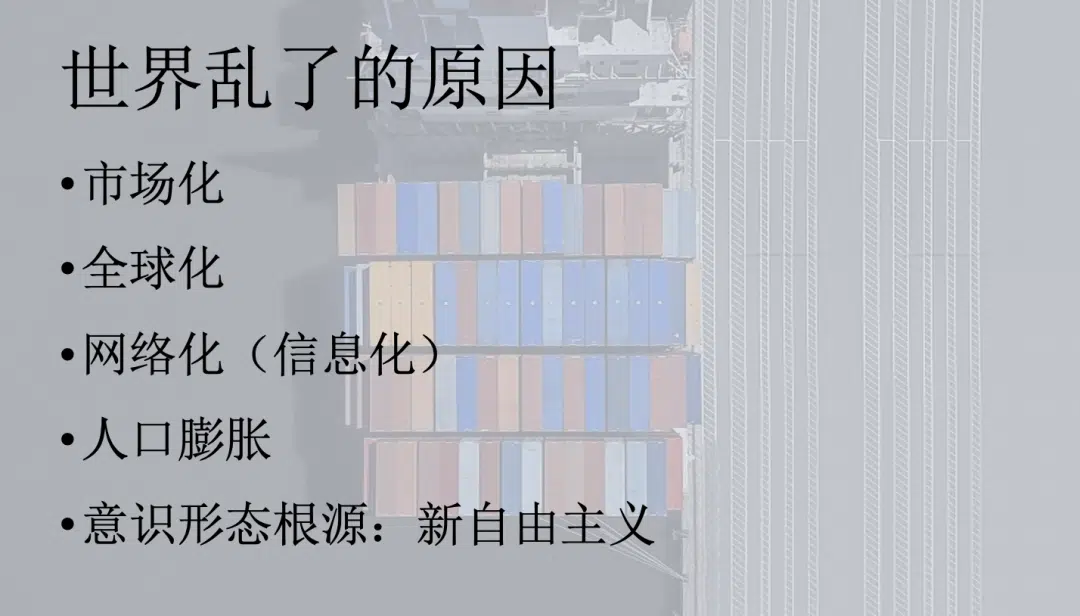 世界乱了的原因
•市场化
•全球化
•网络化（信息化）
•人口膨胀
•意识形态根源：新自由主义